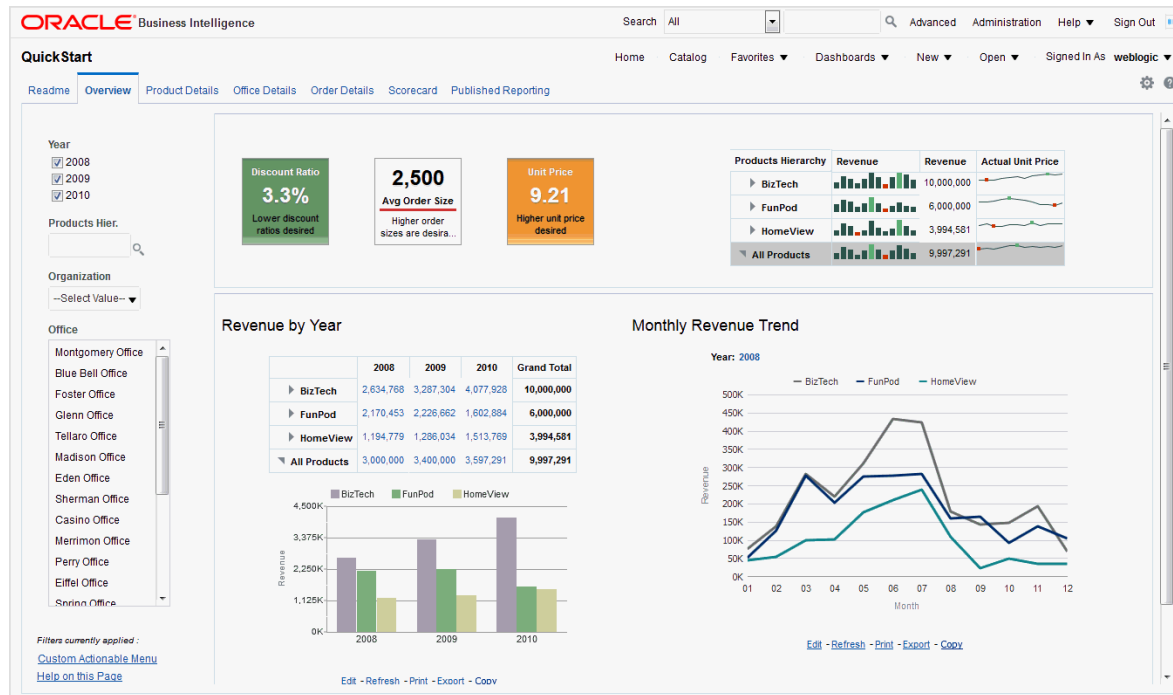 ORACLE Business Intelligence
Search All Advanced Administration Help Sign Out
QuickStart
Home Catalog Favorites Dashboards New Open Signed In As weblogic
Readme Overview Product Details Office Details Order Details Scorecard Published Reporting
Year
2008
2009
2010
Products Hier.
Organization
--Select Value--
Office
Montgomery Office
Blue Bell Office
Foster Office
Glenn Office
Tellaro Office
Madison Office
Eden Office
Sherman Office
Casino Office
Merrimon Office
Perry Office
Eiffel Office
Spring Office
Filters currently applied :
Custom Actionable Menu
Help on this Page
Discount Ratio
3.3%
Lower discount
ratios desired
2,500
Avg Order Size
Higher order
sizes are desira...
Unit Price
9.21
Higher unit price
desired
Products Hierarchy Revenue Revenue Actual Unit Price
BizTech 10,000,000
FunPod 6,000,000
HomeView 3,994,581
All Products 9,997,291
Revenue by Year
2008 2009 2010 Grand Total
BizTech 2,634,768 3,287,304 4,077,928 10,000,000
FunPod 2,170,453 2,226,662 1,602,884 6,000,000
HomeView 1,194,779 1,286,034 1,513,769 3,994,581
All Products 3,000,000 3,400,000 3,597,291 9,997,291
BizTech FunPod HomeView
4,500K
3,375K
2,250K
1,125K
0K
Revenue
2008 2009 2010
Edit - Refresh - Print - Export - Copy
Monthly Revenue Trend
Year: 2008
BizTech FunPod HomeView
500K
450K
400K
350K
300K
250K
200K
150K
100K
50K
0K
Revenue
01 02 03 04 05 06 07 08 09 10 11 12
Month
Edit - Refresh - Print - Export - Copy